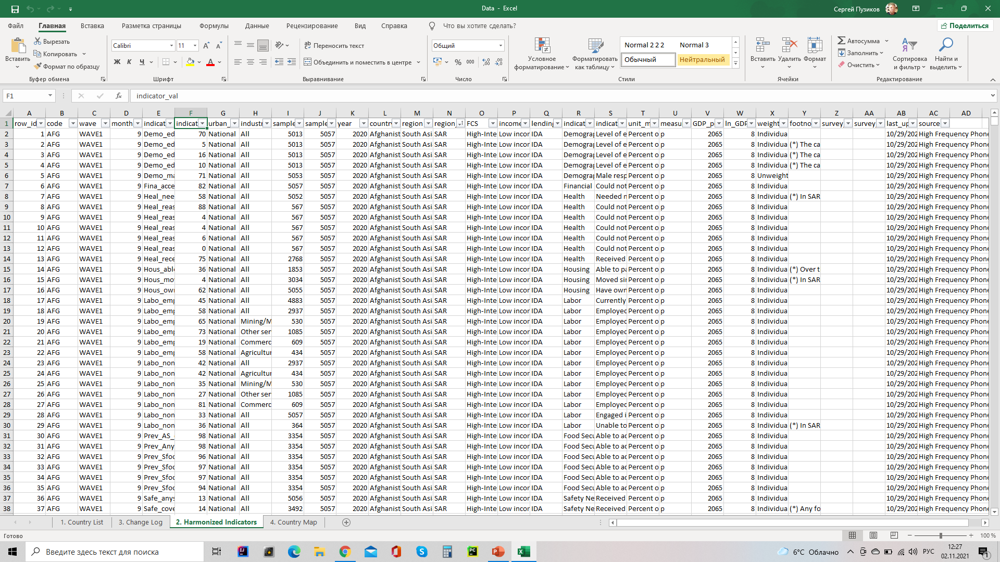 Data - Excel
Сергей Пузиков
Файл Главная Вставка Разметка страницы Формулы Данные Рецензирование Вид Справка Что вы хотите сделать? Поделиться
Вставить
Вырезать
Копировать
Формат по образцу
Буфер обмена
Calibri 11
Ж К Ч
Шрифт
Переносить текст
Объединить и поместить в центре
Выравнивание
Общий
% 000
Число
Условное форматирование
Форматировать как таблицу
Normal 2 2 2 Normal 3
Обычный Нейтральный
Стили
Вставить Удалить Формат
Ячейки
Автосумма
Заполнить
Очистить
Сортировка и фильтр
Найти и выделить
Редактирование
F1 fx indicator_val
A B C D E F G H I J K L M N O P Q R S T U V W X Y Z AA AB AC AD
1 row_id code wave month indicat indicat urban_ industr sample sample year country region region_ FCS income lending indicat indicat unit_m measu GDP_p ln_GDP weight footno survey_ survey_ last_up source
2 1 AFG WAVE1 9 Demo_ed 70 National All 5013 5057 2020 Afghanist South Asi SAR High-Inte Low incor IDA Demograp Level of e Percent o p 2065 8 Individua 10/29/202 High Frequency Phone
3 2 AFG WAVE1 9 Demo_ed 5 National All 5013 5057 2020 Afghanist South Asi SAR High-Inte Low incor IDA Demograp Level of e Percent o p 2065 8 Individua (*) The ca 10/29/202 High Frequency Phone
4 3 AFG WAVE1 9 Demo_ed 16 National All 5013 5057 2020 Afghanist South Asi SAR High-Inte Low incor IDA Demograp Level of e Percent o p 2065 8 Individua (*) The ca 10/29/202 High Frequency Phone
5 4 AFG WAVE1 9 Demo_ed 10 National All 5013 5057 2020 Afghanist South Asi SAR High-Inte Low incor IDA Demograp Level of e Percent o p 2065 8 Individua (*) The ca 10/29/202 High Frequency Phone
6 5 AFG WAVE1 9 Demo_ma 71 National All 5053 5057 2020 Afghanist South Asi SAR High-Inte Low incor IDA Demograp Male resp Percent o p 2065 8 Unweight 10/29/202 High Frequency Phone
7 6 AFG WAVE1 9 Fina_acce 82 National All 5057 5057 2020 Afghanist South Asi SAR High-Inte Low incor IDA Financial Could not Percent o p 2065 8 Individua 10/29/202 High Frequency Phone
8 7 AFG WAVE1 9 Heal_nee 58 National All 5052 5057 2020 Afghanist South Asi SAR High-Inte Low incor IDA Health Needed r Percent o p 2065 8 Individua (*) In SAR 10/29/202 High Frequency Phone
9 8 AFG WAVE1 9 Heal_reas 88 National All 567 5057 2020 Afghanist South Asi SAR High-Inte Low incor IDA Health Could not Percent o p 2065 8 Individua 10/29/202 High Frequency Phone
10 9 AFG WAVE1 9 Heal_reas 4 National All 567 5057 2020 Afghanist South Asi SAR High-Inte Low incor IDA Health Could not Percent o p 2065 8 Individua 10/29/202 High Frequency Phone
11 10 AFG WAVE1 9 Heal_reas 4 National All 567 5057 2020 Afghanist South Asi SAR High-Inte Low incor IDA Health Could not Percent o p 2065 8 Individua 10/29/202 High Frequency Phone
12 11 AFG WAVE1 9 Heal_reas 6 National All 567 5057 2020 Afghanist South Asi SAR High-Inte Low incor IDA Health Could not Percent o p 2065 8 Individua 10/29/202 High Frequency Phone
13 12 AFG WAVE1 9 Heal_reas 0 National All 567 5057 2020 Afghanist South Asi SAR High-Inte Low incor IDA Health Could not Percent o p 2065 8 Individua 10/29/202 High Frequency Phone
14 13 AFG WAVE1 9 Heal_rece 75 National All 2768 5057 2020 Afghanist South Asi SAR High-Inte Low incor IDA Health Received Percent o p 2065 8 Individua 10/29/202 High Frequency Phone
15 14 AFG WAVE1 9 Hous_able 36 National All 1853 5057 2020 Afghanist South Asi SAR High-Inte Low incor IDA Housing Able to pa Percent o p 2065 8 Individua (*) Over t 10/29/202 High Frequency Phone
16 15 AFG WAVE1 9 Hous_mo 4 National All 3034 5057 2020 Afghanist South Asi SAR High-Inte Low incor IDA Housing Moved sir Percent o p 2065 8 Individua (*) In SAR 10/29/202 High Frequency Phone
17 16 AFG WAVE1 9 Hous_owr 62 National All 5055 5057 2020 Afghanist South Asi SAR High-Inte Low incor IDA Housing Have own Percent o p 2065 8 Individua 10/29/202 High Frequency Phone
18 17 AFG WAVE1 9 Labo_emp 45 National All 4883 5057 2020 Afghanist South Asi SAR High-Inte Low incor IDA Labor Currently Percent o p 2065 8 Individua 10/29/202 High Frequency Phone
19 18 AFG WAVE1 9 Labo_emp 58 National All 2937 5057 2020 Afghanist South Asi SAR High-Inte Low incor IDA Labor Employed Percent o p 2065 8 Individua 10/29/202 High Frequency Phone
20 19 AFG WAVE1 9 Labo_emp 65 National Mining/M 530 5057 2020 Afghanist South Asi SAR High-Inte Low incor IDA Labor Employed Percent o p 2065 8 Individua 10/29/202 High Frequency Phone
21 20 AFG WAVE1 9 Labo_emp 73 National Other ser 1085 5057 2020 Afghanist South Asi SAR High-Inte Low incor IDA Labor Employed Percent o p 2065 8 Individua 10/29/202 High Frequency Phone
22 21 AFG WAVE1 9 Labo_emp 19 National Commerc 609 5057 2020 Afghanist South Asi SAR High-Inte Low incor IDA Labor Employed Percent o p 2065 8 Individua 10/29/202 High Frequency Phone
23 22 AFG WAVE1 9 Labo_emp 58 National Agricultur 434 5057 2020 Afghanist South Asi SAR High-Inte Low incor IDA Labor Employed Percent o p 2065 8 Individua 10/29/202 High Frequency Phone
24 23 AFG WAVE1 9 Labo_non 42 National All 2937 5057 2020 Afghanist South Asi SAR High-Inte Low incor IDA Labor Employed Percent o p 2065 8 Individua 10/29/202 High Frequency Phone
25 24 AFG WAVE1 9 Labo_non 42 National Agricultur 434 5057 2020 Afghanist South Asi SAR High-Inte Low incor IDA Labor Employed Percent o p 2065 8 Individua 10/29/202 High Frequency Phone
26 25 AFG WAVE1 9 Labo_non 35 National Mining/M 530 5057 2020 Afghanist South Asi SAR High-Inte Low incor IDA Labor Employed Percent o p 2065 8 Individua 10/29/202 High Frequency Phone
27 26 AFG WAVE1 9 Labo_non 27 National Other ser 1085 5057 2020 Afghanist South Asi SAR High-Inte Low incor IDA Labor Employed Percent o p 2065 8 Individua 10/29/202 High Frequency Phone
28 27 AFG WAVE1 9 Labo_non 81 National Commerc 609 5057 2020 Afghanist South Asi SAR High-Inte Low incor IDA Labor Employed Percent o p 2065 8 Individua 10/29/202 High Frequency Phone
29 28 AFG WAVE1 9 Labo_non 33 National All 5057 5057 2020 Afghanist South Asi SAR High-Inte Low incor IDA Labor Engaged i Percent o p 2065 8 Individua 10/29/202 High Frequency Phone
30 29 AFG WAVE1 9 Labo_non 36 National All 364 5057 2020 Afghanist South Asi SAR High-Inte Low incor IDA Labor Unable to Percent o p 2065 8 Individua (*) In SAR 10/29/202 High Frequency Phone
31 30 AFG WAVE1 9 Prev_AS_ 98 National All 3354 5057 2020 Afghanist South Asi SAR High-Inte Low incor IDA Food Secu Able to ac Percent o p 2065 8 Individua 10/29/202 High Frequency Phone
32 31 AFG WAVE1 9 Prev_Any 98 National All 3354 5057 2020 Afghanist South Asi SAR High-Inte Low incor IDA Food Secu Able to ac Percent o p 2065 8 Individua 10/29/202 High Frequency Phone
33 32 AFG WAVE1 9 Prev_Sfoo 96 National All 3354 5057 2020 Afghanist South Asi SAR High-Inte Low incor IDA Food Secu Able to ac Percent o p 2065 8 Individua 10/29/202 High Frequency Phone
34 33 AFG WAVE1 9 Prev_Sfoo 97 National All 3354 5057 2020 Afghanist South Asi SAR High-Inte Low incor IDA Food Secu Able to ac Percent o p 2065 8 Individua 10/29/202 High Frequency Phone
35 34 AFG WAVE1 9 Prev_Sfoo 97 National All 3354 5057 2020 Afghanist South Asi SAR High-Inte Low incor IDA Food Secu Able to ac Percent o p 2065 8 Individua 10/29/202 High Frequency Phone
36 35 AFG WAVE1 9 Prev_Sfoo 94 National All 3354 5057 2020 Afghanist South Asi SAR High-Inte Low incor IDA Food Secu Able to ac Percent o p 2065 8 Individua 10/29/202 High Frequency Phone
37 36 AFG WAVE1 9 Safe_anys 13 National All 5056 5057 2020 Afghanist South Asi SAR High-Inte Low incor IDA Safety Ne Received Percent o p 2065 8 Individua 10/29/202 High Frequency Phone
38 37 AFG WAVE1 9 Safe_cove 14 National All 3492 5057 2020 Afghanist South Asi SAR High-Inte Low incor IDA Safety Ne Received Percent o p 2065 8 Individua (*) Any fo 10/29/202 High Frequency Phone
1. Country List 3. Change Log 2. Harmonized Indicators 4. Country Map
Готово
100 %
Введите здесь текст для поиска
6°C Облачно
РУС
12:27
02.11.2021
1